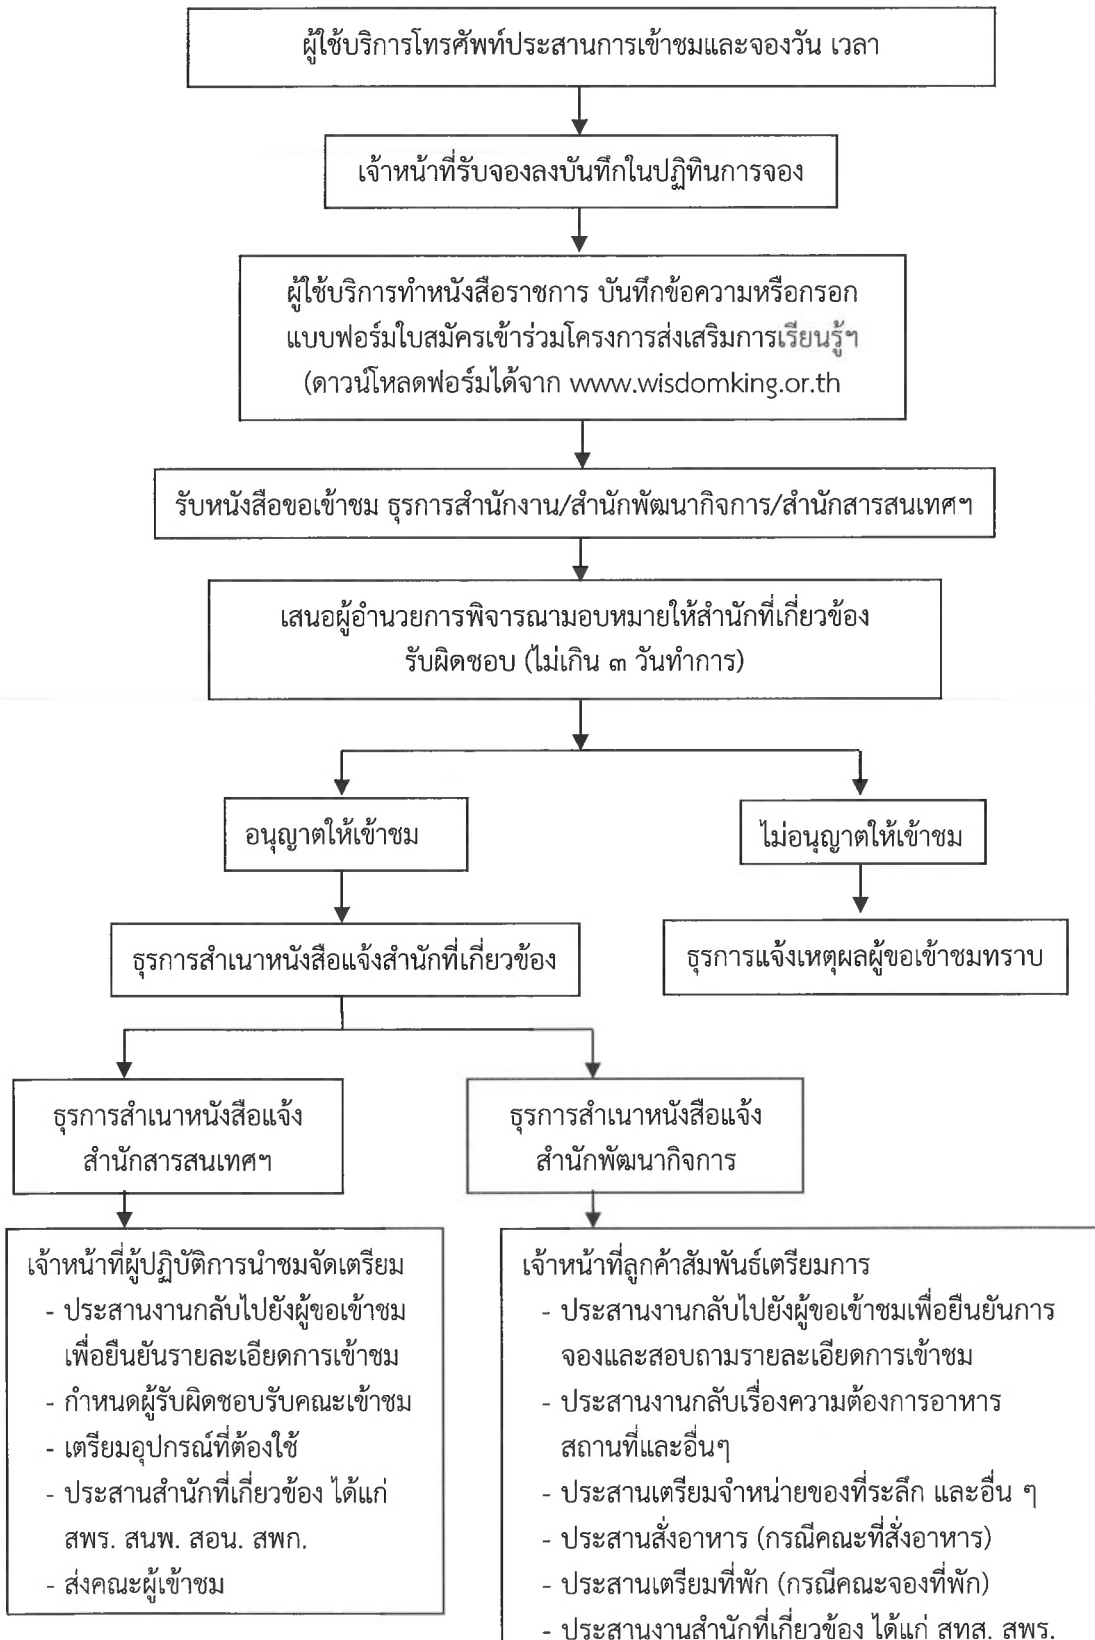 ผู้ใช้บริการโทรศัพท์ประสานการเข้าชมและจองวัน เวลา
เจ้าหน้าที่รับจองลงบันทึกในปฏิทินการจอง
ผู้ใช้บริการทำหนังสือราชการ บันทึกข้อความหรือกรอก
แบบฟอร์มใบสมัครเข้าร่วมโครงการส่งเสริมการเรียนรู้ฯ
(ดาวน์โหลดฟอร์มได้จาก www.wisdomking.or.th
รับหนังสือขอเข้าชม ธุรการสำนักงาน/สำนักพัฒนากิจการ/สำนักสารสนเทศฯ
เสนอผู้อำนวยการพิจารณามอบหมายให้สำนักที่เกี่ยวข้อง
รับผิดชอบ (ไม่เกิน ๓ วันทำการ)
อนุญาตให้เข้าชม
ไม่อนุญาตให้เข้าชม
ธุรการสำเนาหนังสือแจ้งสำนักที่เกี่ยวข้อง
ธุรการแจ้งเหตุผลผู้ขอเข้าชมทราบ
ธุรการสำเนาหนังสือแจ้ง
สำนักสารสนเทศฯ
ธุรการสำเนาหนังสือแจ้ง
สำนักพัฒนากิจการ
เจ้าหน้าที่ผู้ปฏิบัติการนำชมจัดเตรียม
- ประสานงานกลับไปยังผู้ขอเข้าชม
เพื่อยืนยันรายละเอียดการเข้าชม
- กำหนดผู้รับผิดชอบรับคณะเข้าชม
- เตรียมอุปกรณ์ที่ต้องใช้
- ประสานสำนักที่เกี่ยวข้อง ได้แก่
สพร. สนพ. สอน. สพก.
- ส่งคณะผู้เข้าชม
เจ้าหน้าที่ลูกค้าสัมพันธ์เตรียมการ
- ประสานงานกลับไปยังผู้ขอเข้าชมเพื่อยืนยันการ
จองและสอบถามรายละเอียดการเข้าชม
- ประสานงานกลับเรื่องความต้องการอาหาร
สถานที่และอื่นๆ
- ประสานเตรียมจำหน่ายของที่ระลึก และอื่น ๆ
- ประสานสั่งอาหาร (กรณีคณะที่สั่งอาหาร)
- ประสานเตรียมที่พัก (กรณีคณะจองที่พัก)
- ประสานงานสำนักที่เกี่ยวข้อง ได้แก่ สทส. สพร.